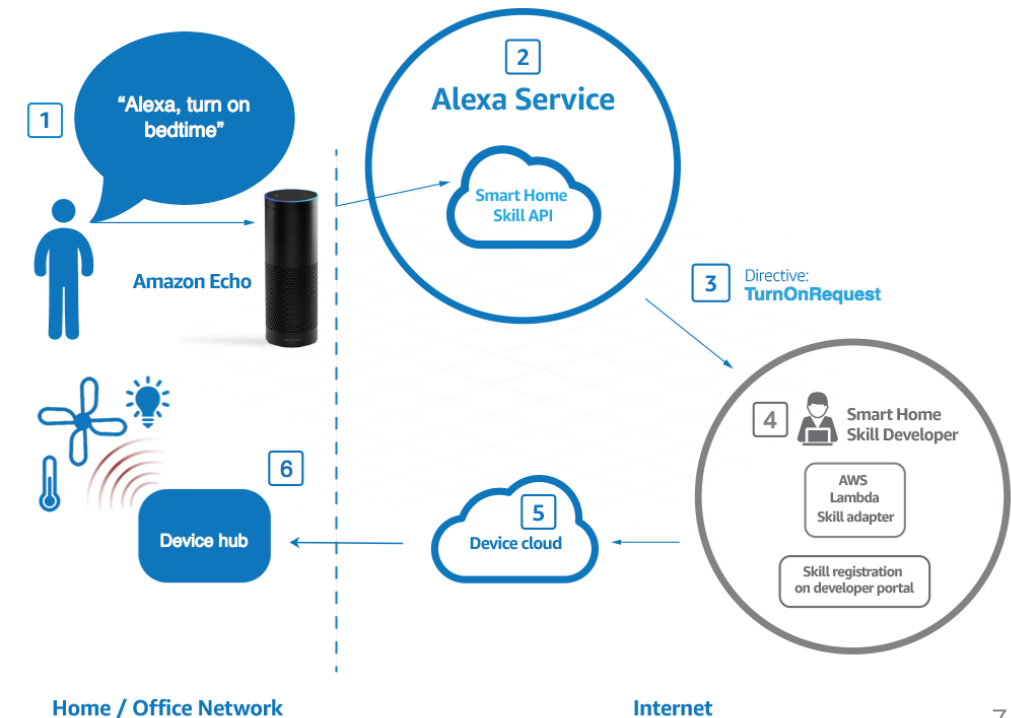 1
“Alexa, turn on
bedtime”
2
Alexa Service
Smart Home
Skill API
Amazon Echo
3
Directive:
TurnOnRequest
4
Smart Home
Skill Developer
AWS
Lambda
Skill adapter
Skill registration
on developer portal
5
Device cloud
6
Device hub
Home / Office Network
Internet
7